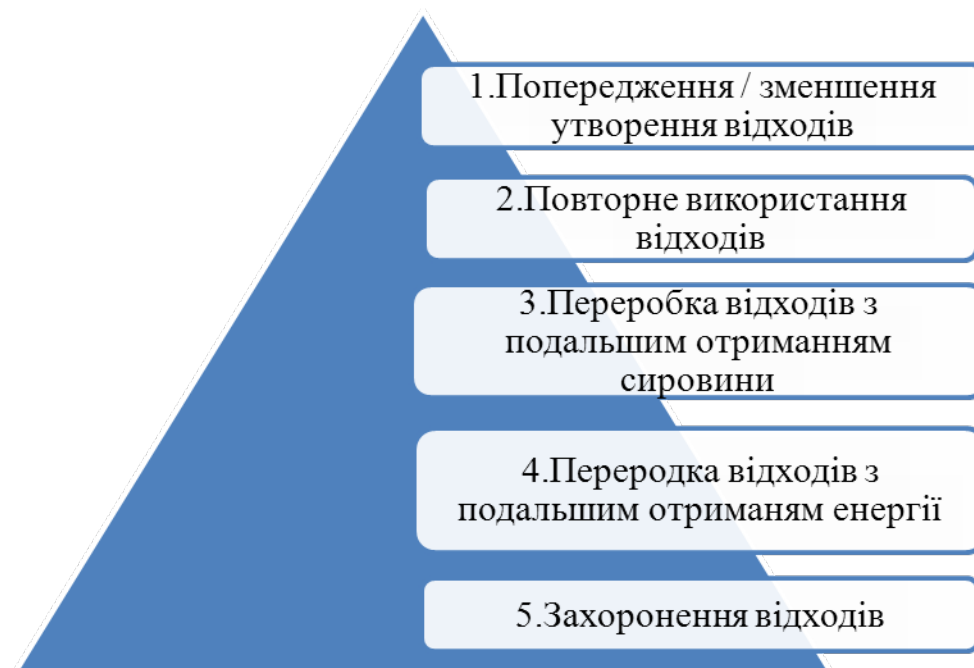 1.Попередження / зменшення
утворення відходів
2.Повторне використання
відходів
3.Переробка відходів з
подальшим отриманням
сировини
4.Переродка відходів з
подальшим отриманям енергії
5.Захоронення відходів